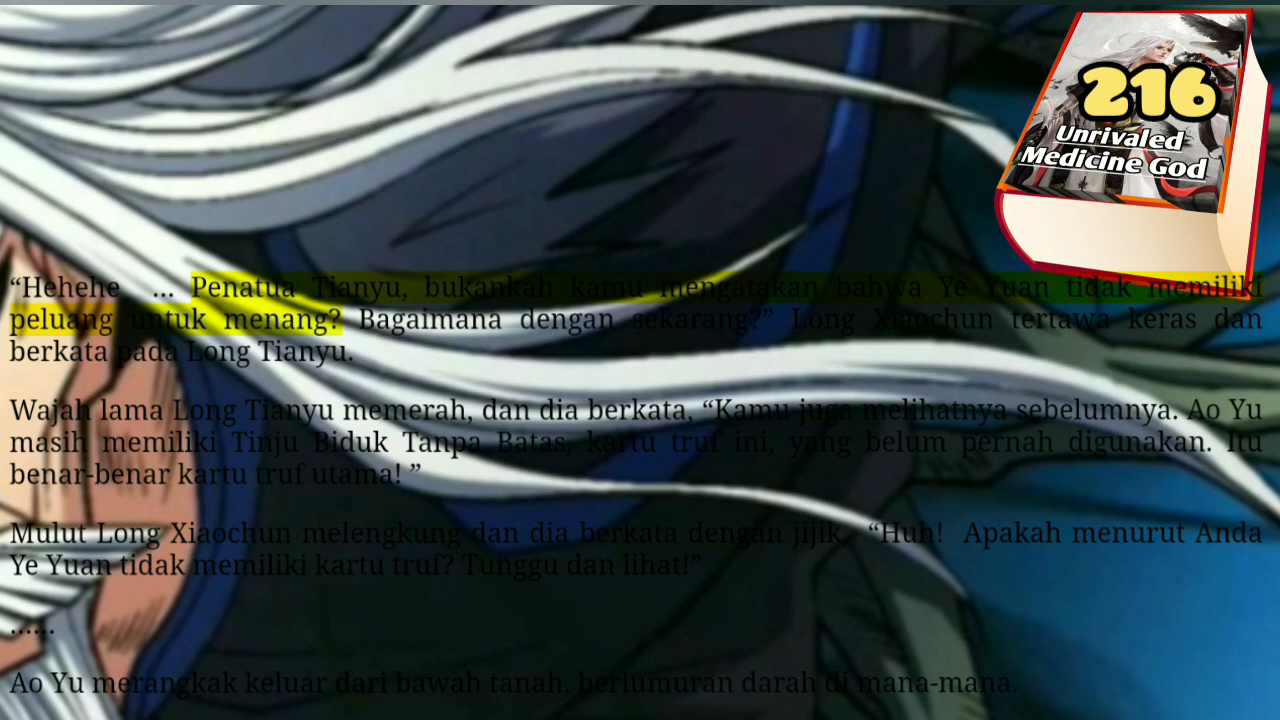 216
Unrivaled
Medicine God
“Hehehe ... Penatua Tianyu, bukankah kamu mengatakan bahwa Ye Yuan tidak memiliki
peluang untuk menang? Bagaimana dengan sekarang?” Long Xiaochun tertawa keras dan
berkata pada Long Tianyu.
Wajah lama Long Tianyu memerah, dan dia berkata, “Kamu juga melihatnya sebelumnya. Ao Yu
masih memiliki Tinju Biduk Tanpa Batas, kartu truf ini, yang belum pernah digunakan. Itu
benar-benar kartu truf utama! ”
Mulut Long Xiaochun melengkung dan dia berkata dengan jijik, “Huh! Apakah menurut Anda
Ye Yuan tidak memiliki kartu truf? Tunggu dan lihat!”
......
Ao Yu merangkak keluar dari bawah tanah, berlumuran darah di mana-mana.